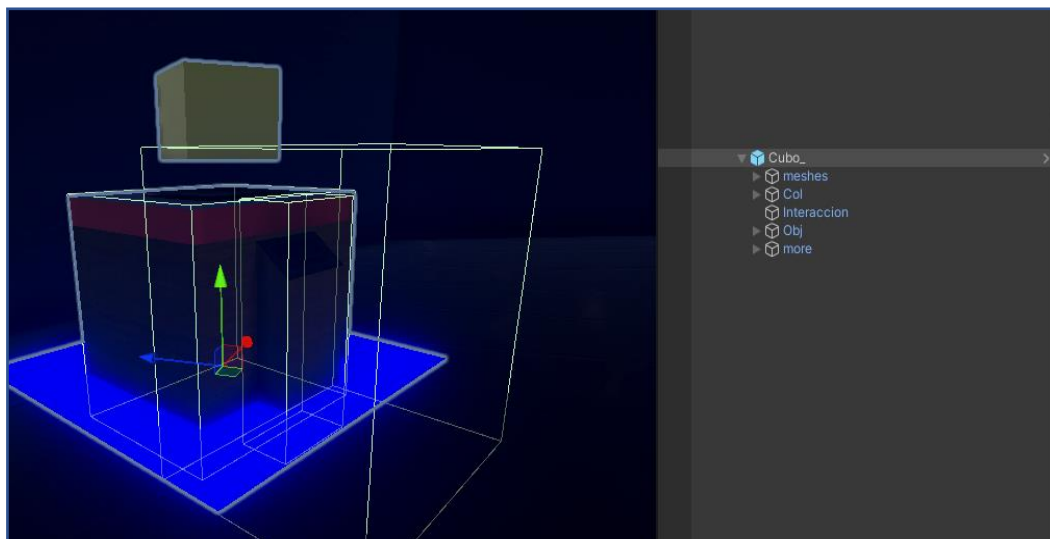 Cubo_
meshes
Col
Interaccion
Obj
more